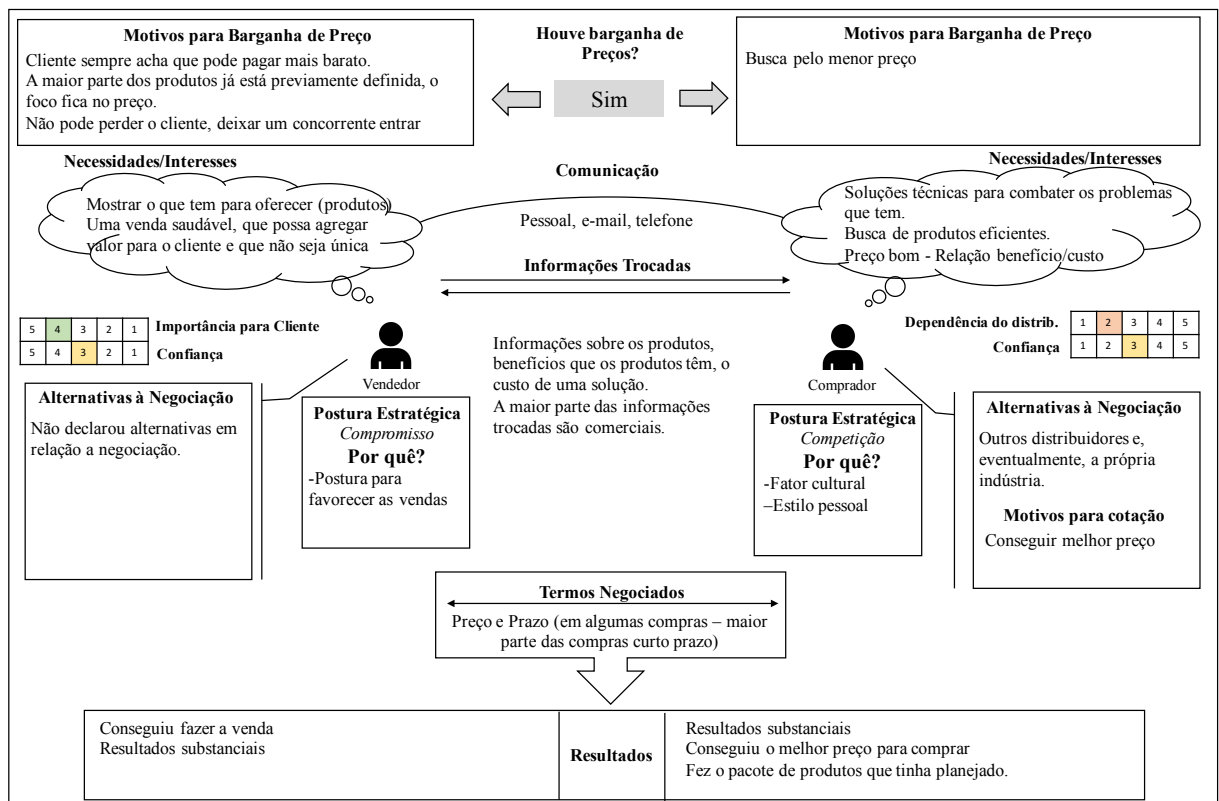 Motivos para Barganha de Preço
Cliente sempre acha que pode pagar mais barato.
A maior parte dos produtos já está previamente definida, o
foco fica no preço.
Não pode perder o cliente, deixar um concorrente entrar
Houve barganha de
Preços?
Sim
Motivos para Barganha de Preço
Busca pelo menor preço
Necessidades/Interesses
Mostrar o que tem para oferecer (produtos)
Uma venda saudável, que possa agregar
valor para o cliente e que não seja única
Comunicação
Pessoal, e-mail, telefone
Informações Trocadas
Necessidades/Interesses
Soluções técnicas para combater os problemas
que tem.
Busca de produtos eficientes.
Preço bom - Relação benefício/custo
5 4 3 2 1 Importância para Cliente
5 4 3 2 1 Confiança
Vendedor
Informações sobre os produtos,
benefícios que os produtos têm, o
custo de uma solução.
A maior parte das informações
trocadas são comerciais.
Dependência do distrib. 1 2 3 4 5
Confiança 1 2 3 4 5
Comprador
Alternativas à Negociação
Não declarou alternativas em
relação a negociação.
Postura Estratégica
Compromisso
Por quê?
-Postura para
favorecer as vendas
Postura Estratégica
Competição
Por quê?
-Fator cultural
–Estilo pessoal
Alternativas à Negociação
Outros distribuidores e,
eventualmente, a própria
indústria.
Motivos para cotação
Conseguir melhor preço
Termos Negociados
Preço e Prazo (em algumas compras – maior
parte das compras curto prazo)
Conseguiu fazer a venda
Resultados substanciais
Resultados
Resultados substanciais
Conseguiu o melhor preço para comprar
Fez o pacote de produtos que tinha planejado.